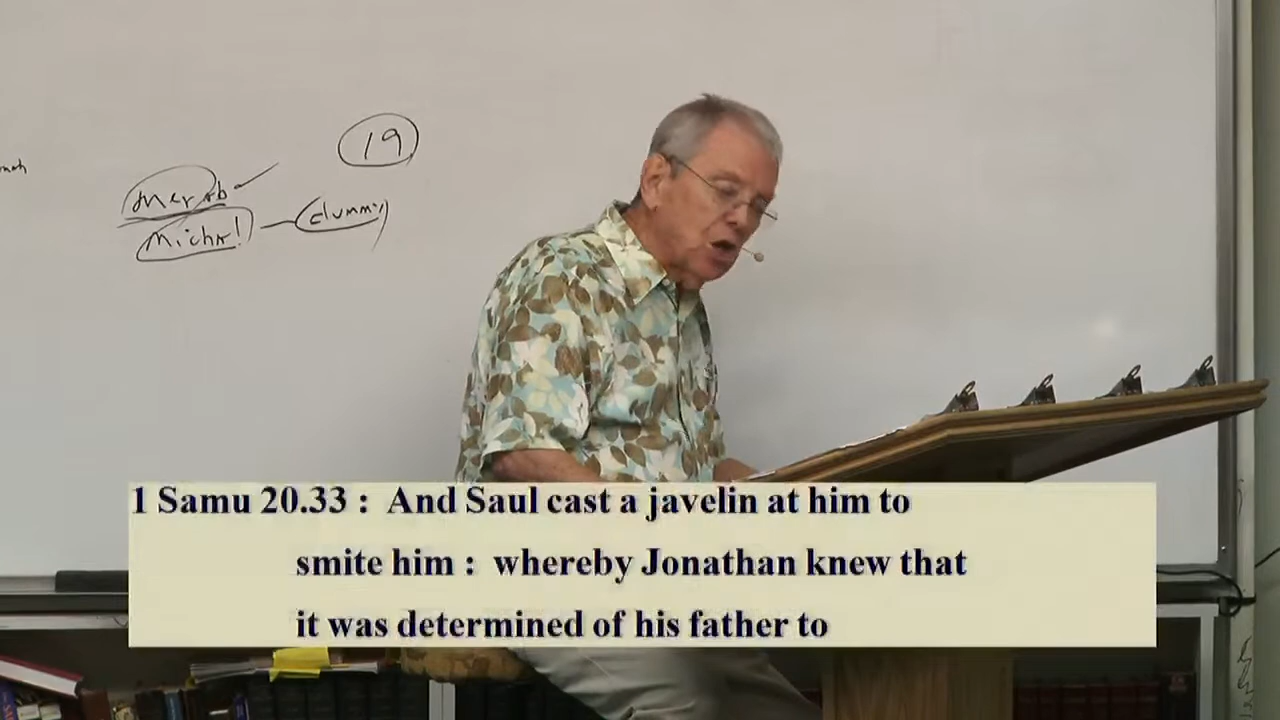 19
Merab
Michal
1 Samu 20.33 : And Saul cast a javelin at him to
smite him : whereby Jonathan knew that
it was determined of his father to